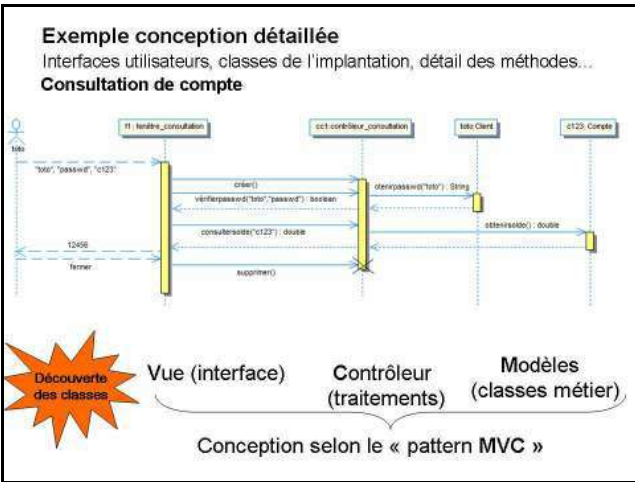 Exemple conception détaillée
Interfaces utilisateurs, classes de l'implantation, détail des méthodes...
Consultation de compte
f1 : fenêtre_consultation
cc1:contrôleur_consultation
toto:Client
c123: Compte
toto
"toto", "passwd", "c123"
créer()
otenirpasswd("toto") : String
vérifierpasswd("toto","passwd") : boolean
consultersolde("c123") : double
obtenirsolde() : double
12456
fermer
supprimer()
Découverte
des classes
Vue (interface)
Contrôleur
(traitements)
Modèles
(classes métier)
Conception selon le « pattern MVC »